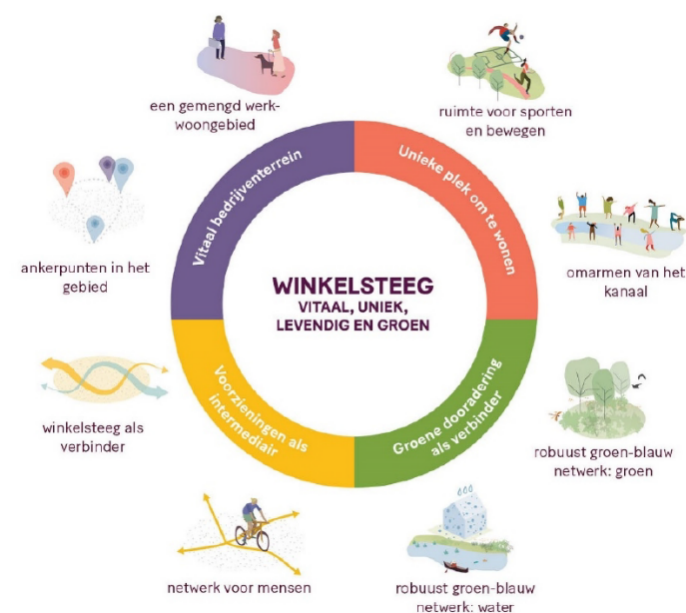 een gemengd werk-
woongebied
ruimte voor sporten
en bewegen
Vitaal bedrijventerrein
Unieke plek om te wonen
ankerpunten in het
gebied
WINKELSTEEG
VITAAL, UNIEK,
LEVENDIG EN GROEN
omarmen van het
kanaal
winkelsteeg als
verbinder
Voorzieningen als
intermediair
Groene dooradering
als verbinder
robuust groen-blauw
netwerk: groen
netwerk voor mensen
robuust groen-blauw
netwerk: water